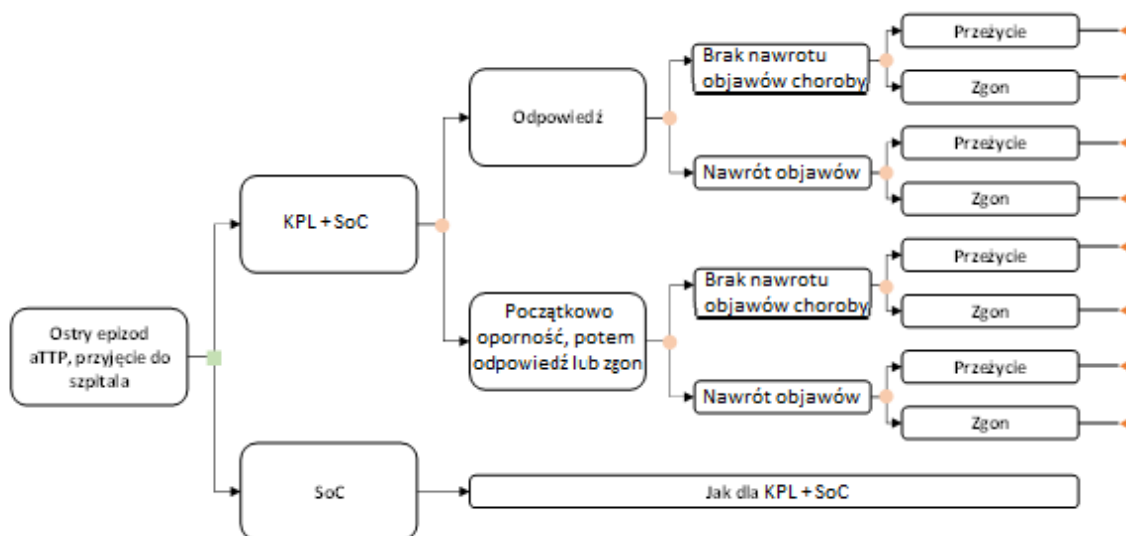 Przeżycie
Brak nawrotu
objawów choroby
Zgon
Odpowiedź
Przeżycie
Nawrót objawów
Zgon
KPL + SoC
Przeżycie
Brak nawrotu
objawów choroby
Zgon
Początkowo
oporność, potem
odpowiedź lub zgon
Ostry epizod
aTTP, przyjęcie do
szpitala
Przeżycie
Nawrót objawów
Zgon
SoC
Jak dla KPL + SoC